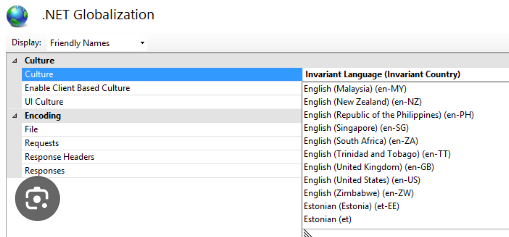 .NET Globalization
Display: Friendly Names
Culture
Culture Invariant Language (Invariant Country)
Enable Client Based Culture English (Malaysia) (en-MY)
UI Culture English (New Zealand) (en-NZ)
Encoding English (Republic of the Philippines) (en-PH)
File English (Singapore) (en-SG)
Requests English (South Africa) (en-ZA)
Response Headers English (Trinidad and Tobago) (en-TT)
Responses English (United Kingdom) (en-GB)
English (United States) (en-US)
English (Zimbabwe) (en-ZW)
Estonian (Estonia) (et-EE)
Estonian (et)